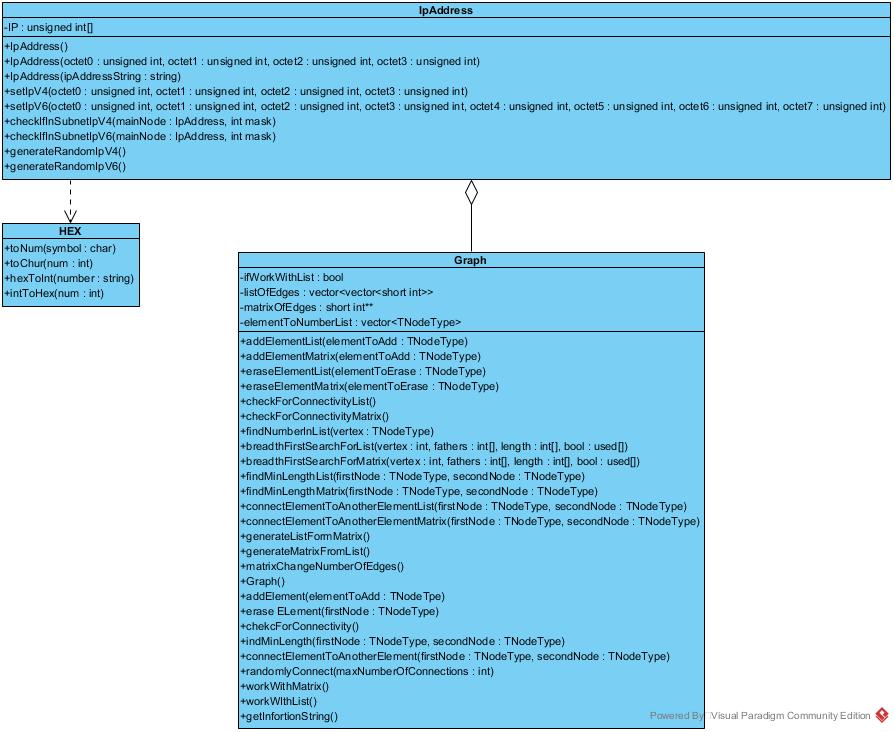 IpAddress
-IP : unsigned int[]
+IpAddress()
+IpAddress(octet0 : unsigned int, octet1 : unsigned int, octet2 : unsigned int, octet3 : unsigned int)
+IpAddress(ipAddressString : string)
+setIpV4(octet0 : unsigned int, octet1 : unsigned int, octet2 : unsigned int, octet3 : unsigned int)
+setIpV6(octet0 : unsigned int, octet1 : unsigned int, octet2 : unsigned int, octet3 : unsigned int, octet4 : unsigned int, octet5 : unsigned int, octet6 : unsigned int, octet7 : unsigned int)
+checkIfInSubnetIpV4(mainNode : IpAddress, int mask)
+checkIfInSubnetIpV6(mainNode : IpAddress, int mask)
+generateRandomIpV4()
+generateRandomIpV6()
HEX
+toNum(symbol : char)
+toChur(num : int)
+hexToInt(number : string)
+intToHex(num : int)
Graph
-ifWorkWithList : bool
-listOfEdges : vector<vector<short int>>
-matrixOfEdges : short int**
-elementToNumberList : vector<TNodeType>
+addElementList(elementToAdd : TNodeType)
+addElementMatrix(elementToAdd : TNodeType)
+eraseElementList(elementToErase : TNodeType)
+eraseElementMatrix(elementToErase : TNodeType)
+checkForConnectivityList()
+checkForConnectivityMatrix()
+findNumberInList(vertex : TNodeType)
+breadthFirstSearchForList(vertex : int, fathers : int[], length : int[], bool : used[])
+breadthFirstSearchForMatrix(vertex : int, fathers : int[], length : int[], bool : used[])
+findMinLengthList(firstNode : TNodeType, secondNode : TNodeType)
+findMinLengthMatrix(firstNode : TNodeType, secondNode : TNodeType)
+connectElementToAnotherElementList(firstNode : TNodeType, secondNode : TNodeType)
+connectElementToAnotherElementMatrix(firstNode : TNodeType, secondNode : TNodeType)
+generateListFormMatrix()
+generateMatrixFromList()
+matrixChangeNumberOfEdges()
+Graph()
+addElement(elementToAdd : TNodeTpe)
+erase ELement(firstNode : TNodeType)
+chekcForConnectivity()
+indMinLength(firstNode : TNodeType, secondNode : TNodeType)
+connectElementToAnotherElement(firstNode : TNodeType, secondNode : TNodeType)
+randomlyConnect(maxNumberOfConnections : int)
+workWithMatrix()
+workWIthList()
+getInfortionString()
Powered By Visual Paradigm Community Edition